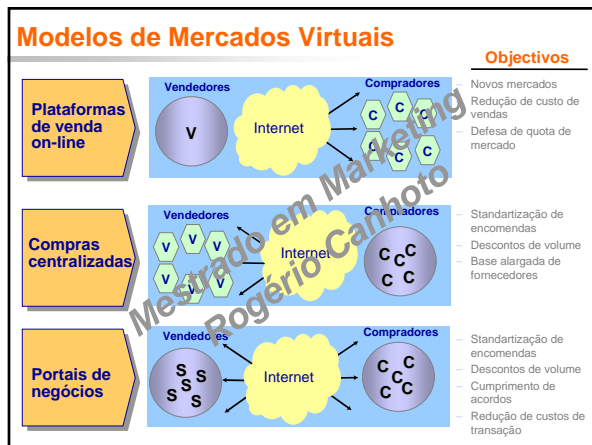 Modelos de Mercados Virtuais
Objectivos
Plataformas
de venda
on-line
Vendedores
V
Internet
Compradores
C C C
C C C
Novos mercados
Redução de custo de
vendas
Defesa de quota de
mercado
Compras
centralizadas
Vendedores
V V V
V V V
Internet
Compradores
C C C
C C
Standartização de
encomendas
Descontos de volume
Base alargada de
fornecedores
Portais de
negócios
Vendedores
S S S
S S
Internet
Compradores
C C C
C C
Standartização de
encomendas
Descontos de volume
Cumprimento de
acordos
Redução de custos de
transação
Mestrado em Marketing
Rogério Canhoto